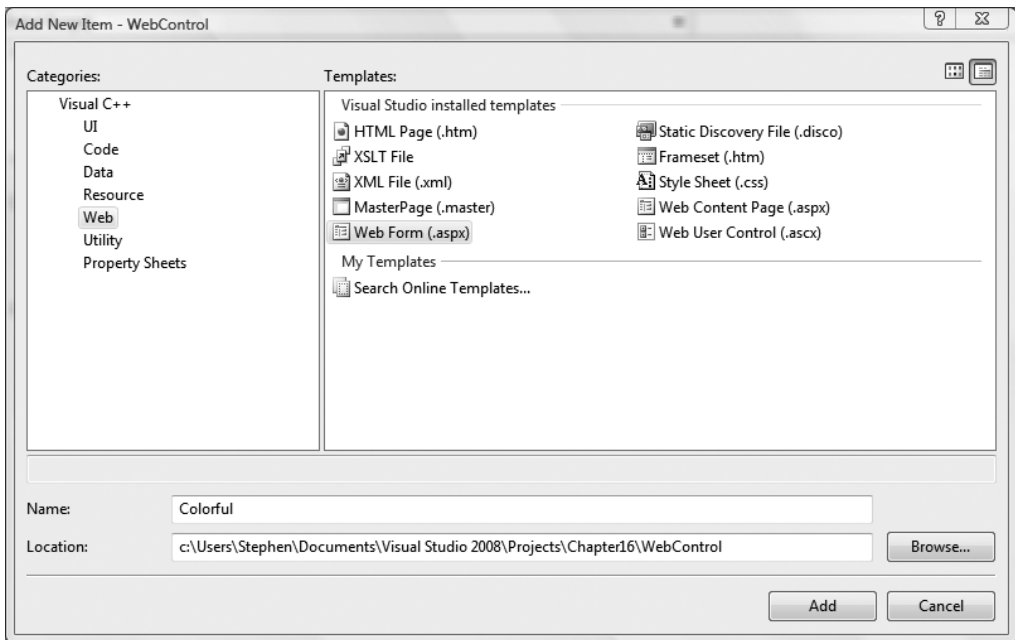 Add New Item - WebControl
Categories:
Visual C++
UI
Code
Data
Resource
Web
Utility
Property Sheets
Templates:
Visual Studio installed templates
HTML Page (.htm)
XSLT File
XML File (.xml)
MasterPage (.master)
Web Form (.aspx)
Static Discovery File (.disco)
Frameset (.htm)
Style Sheet (.css)
Web Content Page (.aspx)
Web User Control (.ascx)
My Templates
Search Online Templates...
Name:
Colorful
Location:
c:\Users\Stephen\Documents\Visual Studio 2008\Projects\Chapter16\WebControl
Browse...
Add
Cancel